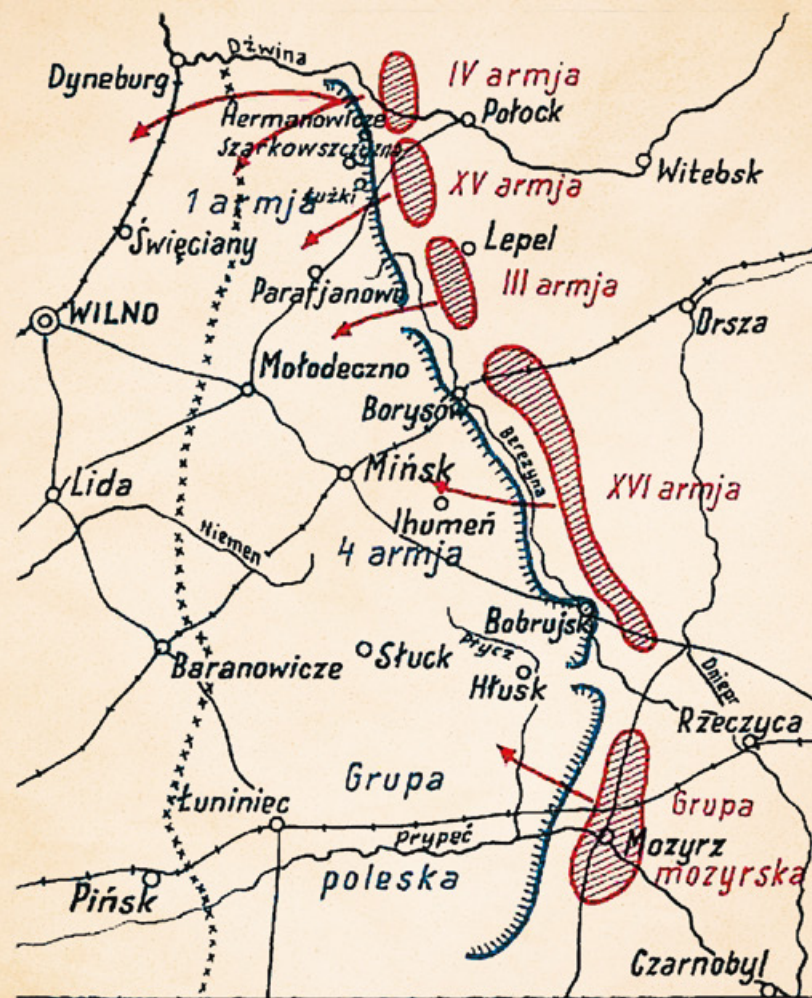 Dźwina
IV armja
Dyneburg
Połock
Hermanowicze
Szarkowszczyzna
Witebsk
XV armja
1 armja
Łużki
Święciany
Lepel
III armja
Parafjanowo
WILNO
Orsza
Mołodeczno
Borysów
Berezyna
Mińsk
Lida
XVI armja
Ihumeń
Niemen
4 armja
Bobrujsk
Ptycz
Słuck
Baranowicze
Hłusk
Dniepr
Rzeczyca
Grupa
Łuniniec
Grupa
Prypeć
Mozyrz
mozyrska
poleska
Pińsk
Czarnobyl